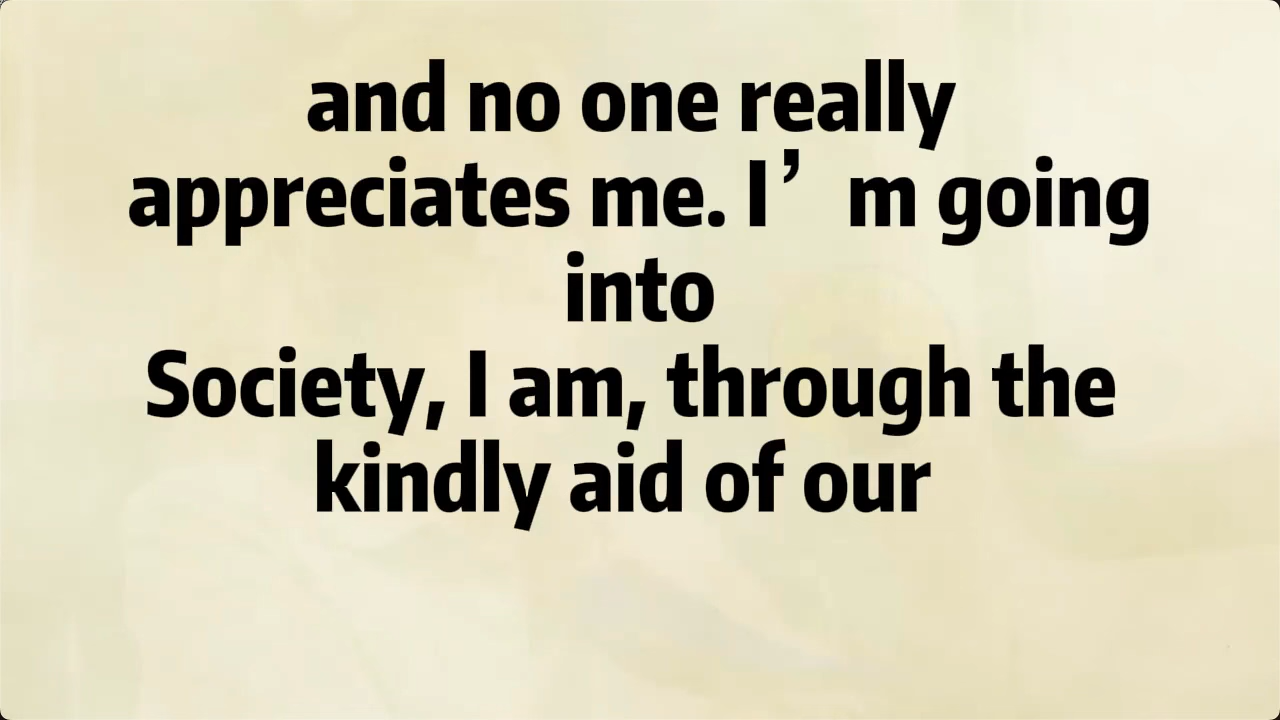 and no one really
appreciates me. I’m going
into
Society, I am, through the
kindly aid of our